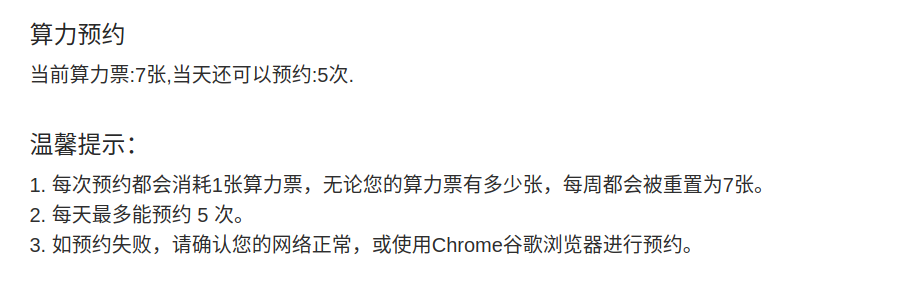 算力预约
当前算力票:7张,当天还可以预约:5次.
温馨提示：
1. 每次预约都会消耗1张算力票，无论您的算力票有多少张，每周都会被重置为7张。
2. 每天最多能预约 5 次。
3. 如预约失败，请确认您的网络正常，或使用Chrome谷歌浏览器进行预约。